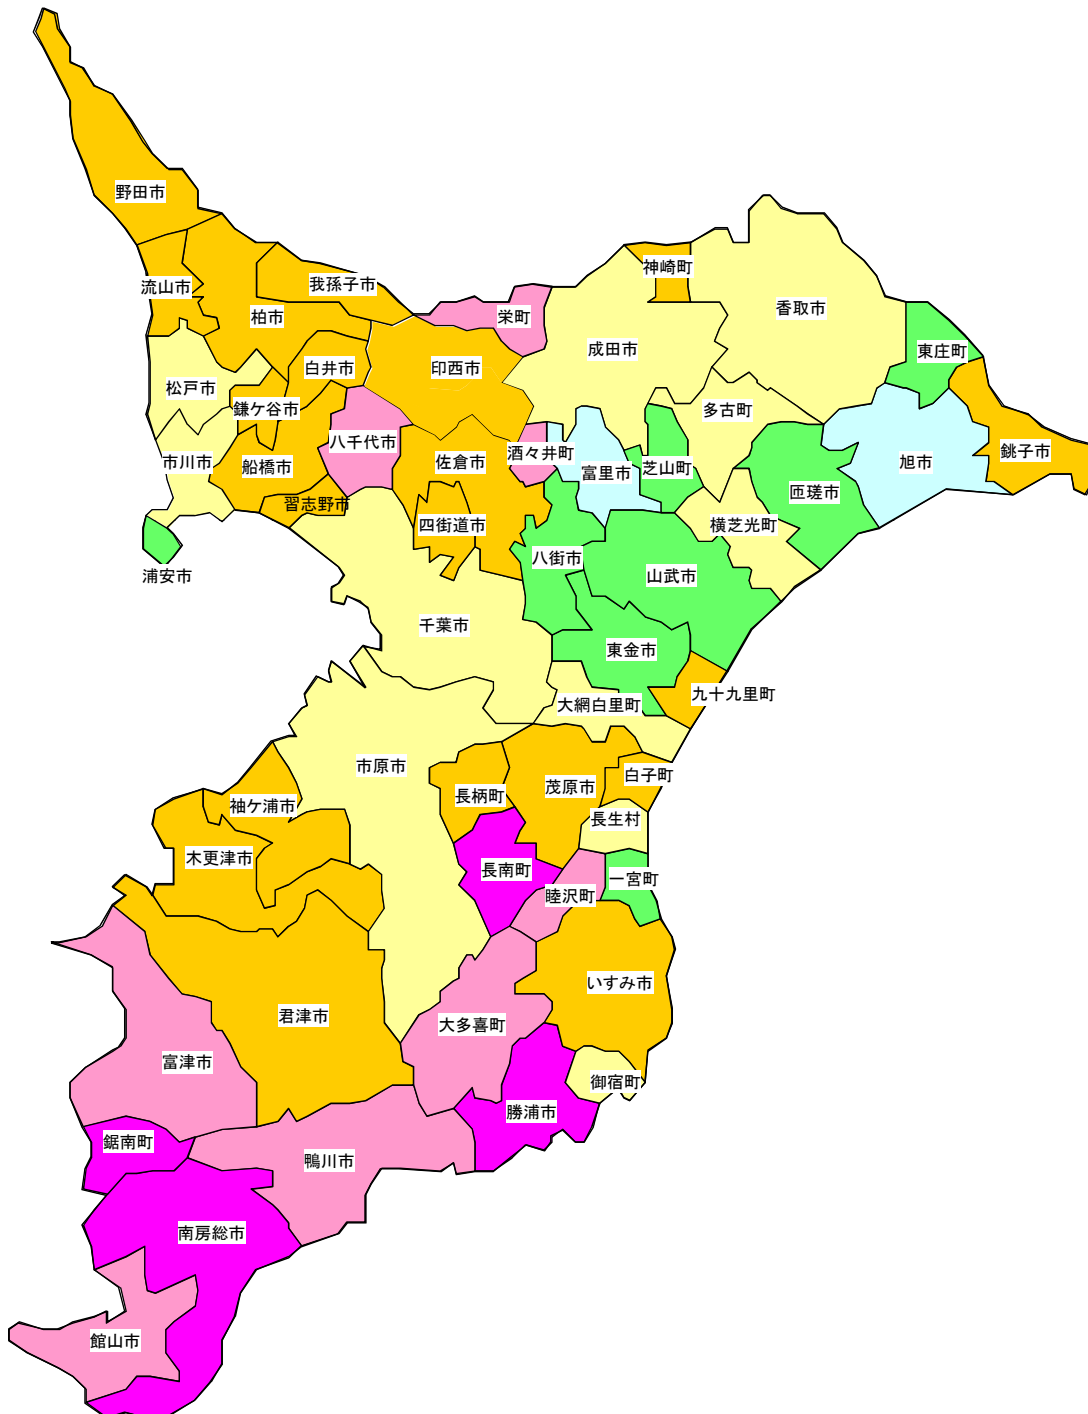 野田市
流山市
我孫子市
柏市
神崎町
香取市
栄町
成田市
東庄町
松戸市
白井市
印西市
鎌ケ谷市
多古町
八千代市
市川市
船橋市
佐倉市
酒々井町
富里市
芝山町
旭市
銚子市
習志野市
四街道市
匝瑳市
横芝光町
浦安市
八街市
山武市
千葉市
東金市
九十九里町
大網白里町
市原市
白子町
袖ケ浦市
長柄町
茂原市
長生村
木更津市
長南町
睦沢町
一宮町
いすみ市
君津市
大多喜町
富津市
御宿町
勝浦市
鋸南町
鴨川市
南房総市
館山市